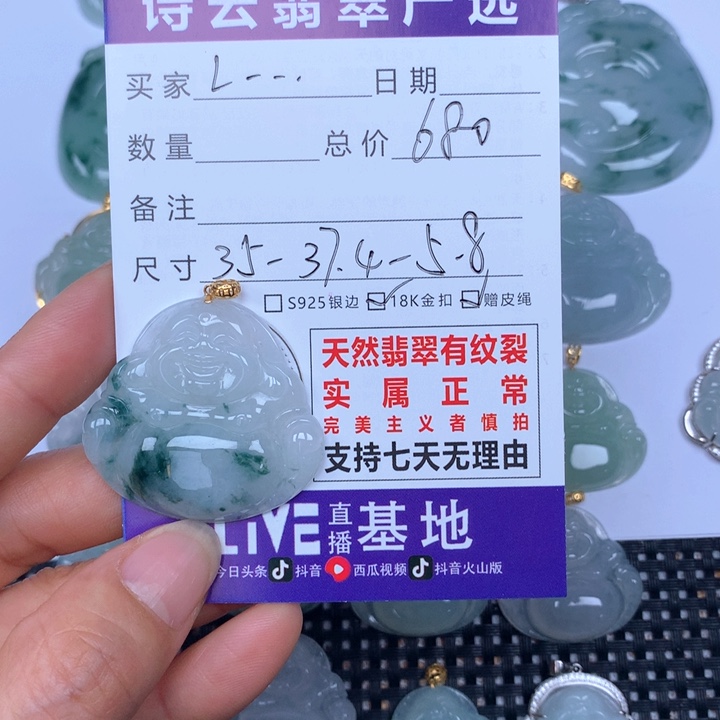 诗云翡翠严选
买家 L---. 日期
数量 总价 680
备注
尺寸 35-37.4-5.8
S925银边 18K金扣 赠皮绳
天然翡翠有纹裂
实属正常
完美主义者慎拍
支持七天无理由
LIVE 直播 基地
今日头条 抖音 西瓜视频 抖音火山版